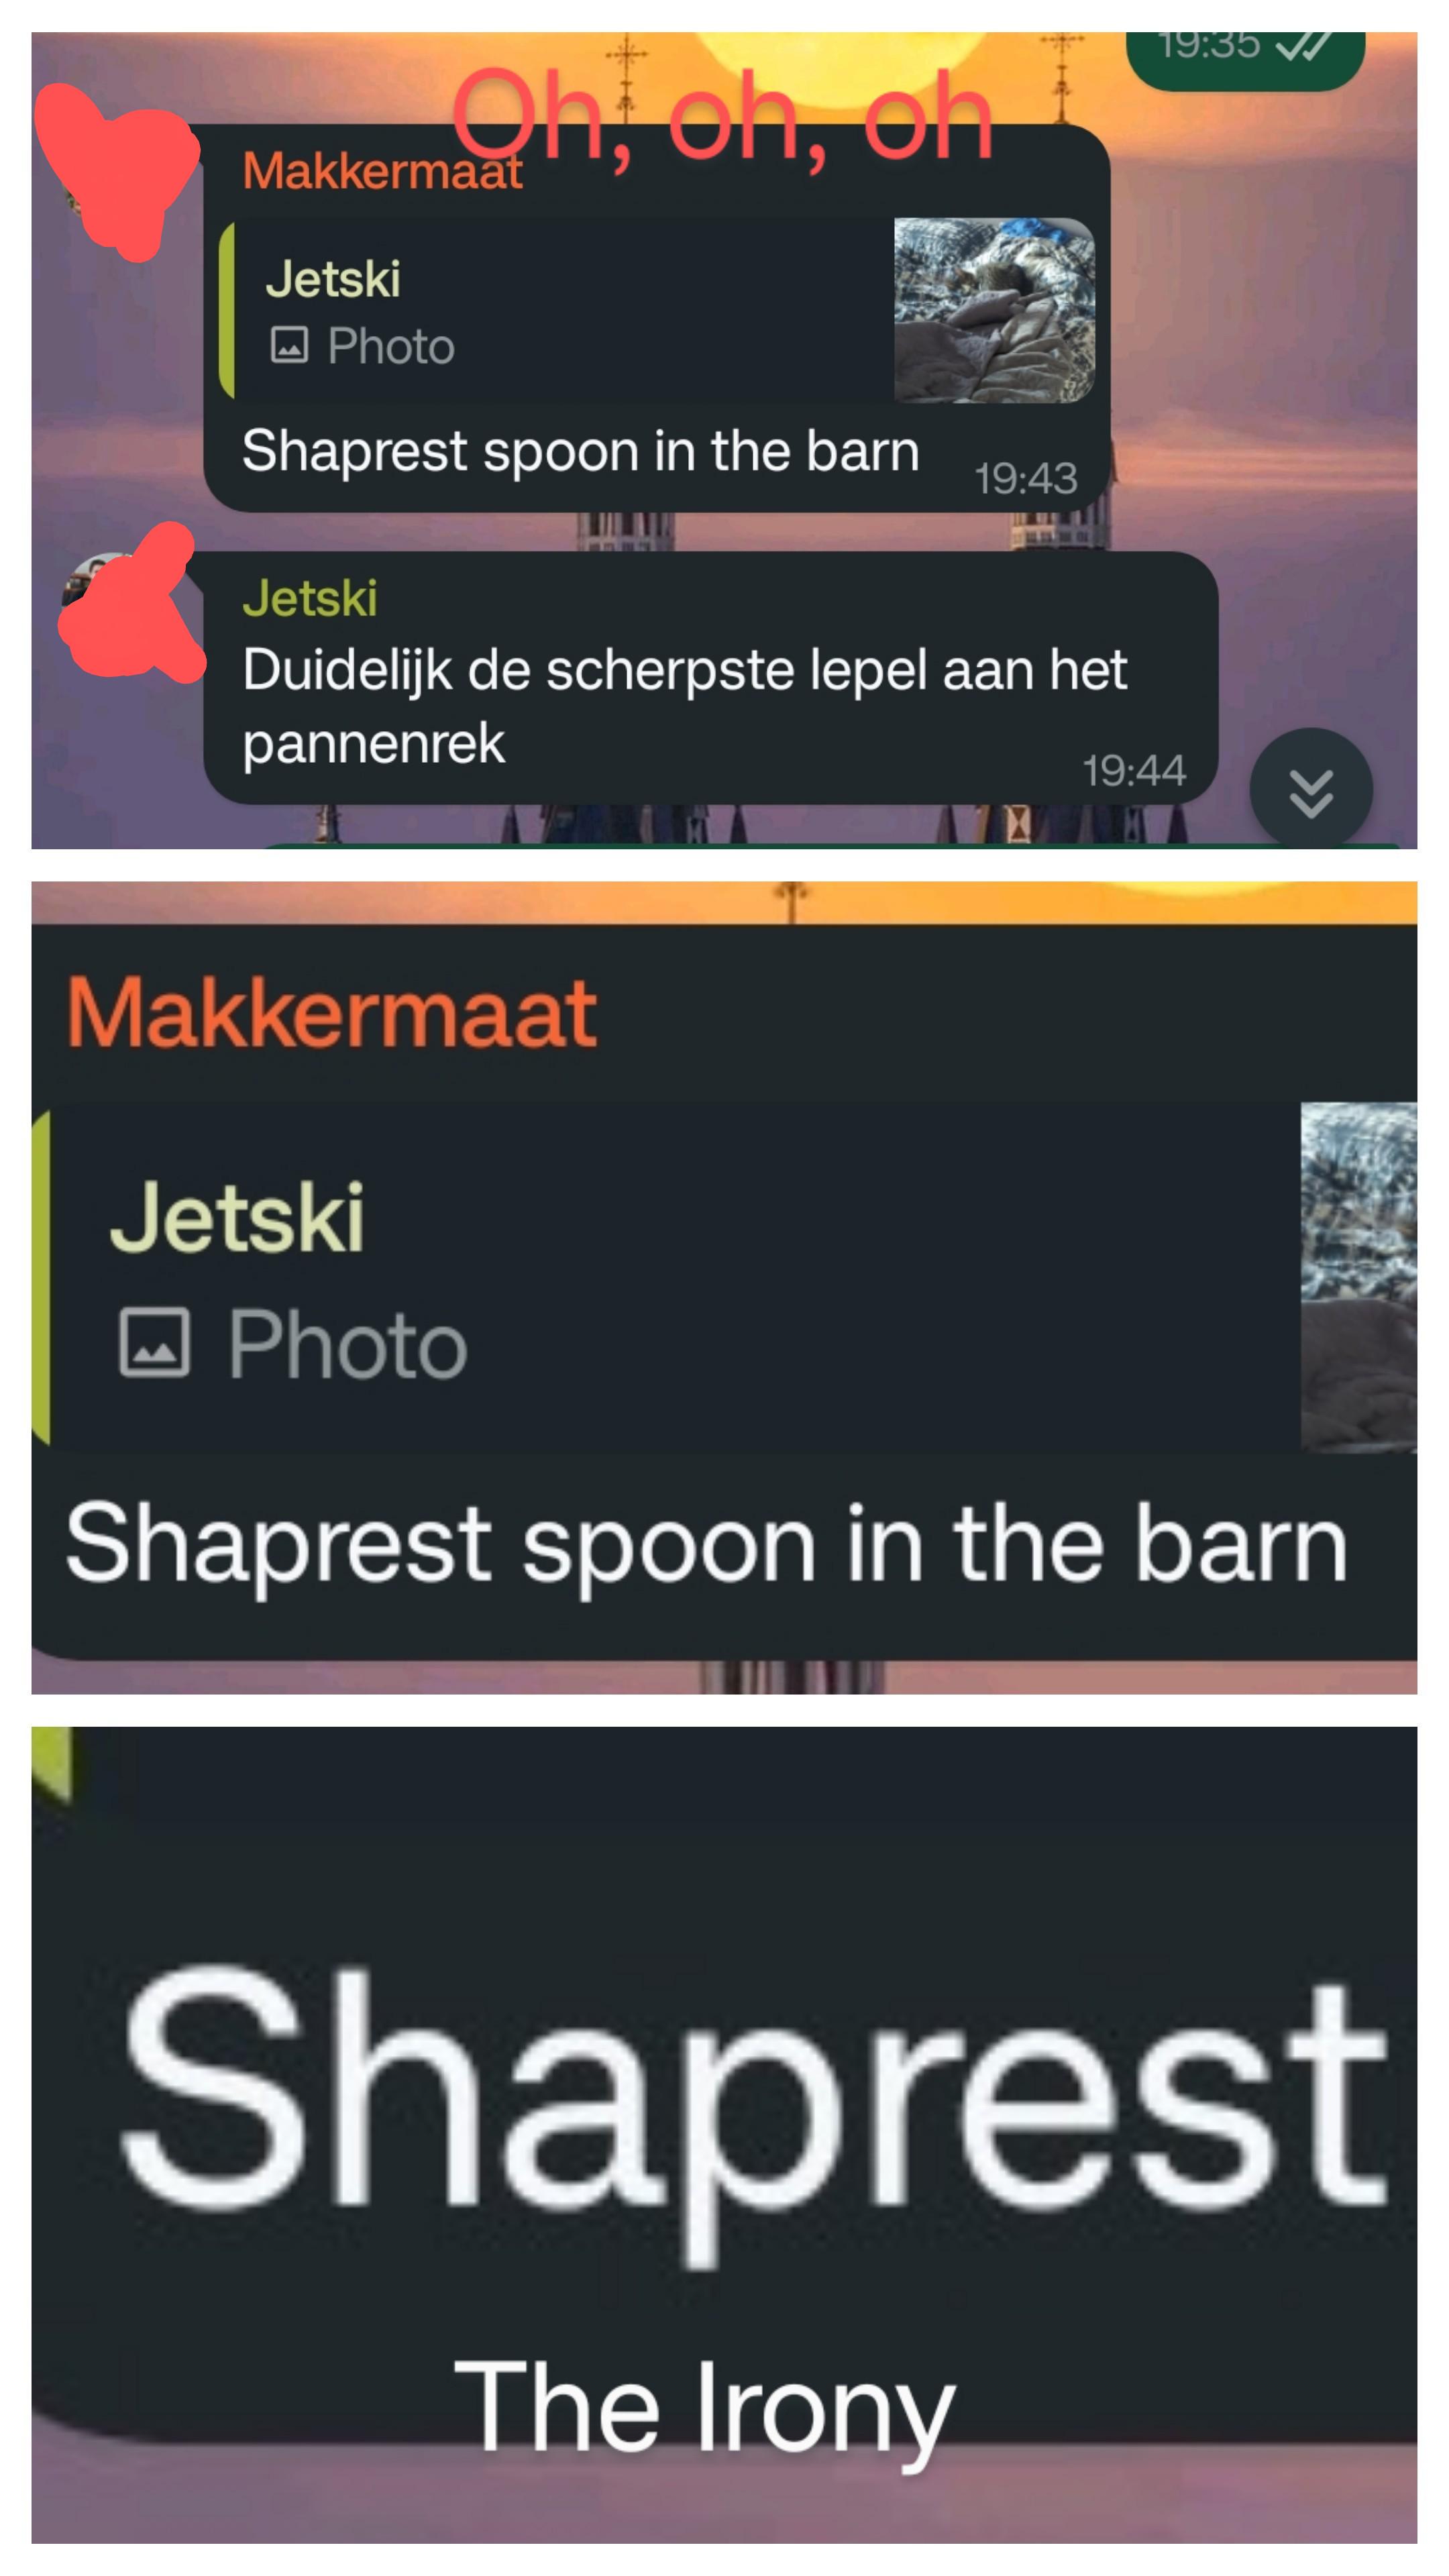 19:35
Oh, oh, oh
Makkermaat
Jetski
Photo
Shaprest spoon in the barn
19:43
Jetski
Duidelijk de scherpste lepel aan het
pannenrek
19:44
Makkermaat
Jetski
Photo
Shaprest spoon in the barn
Shaprest
The Irony